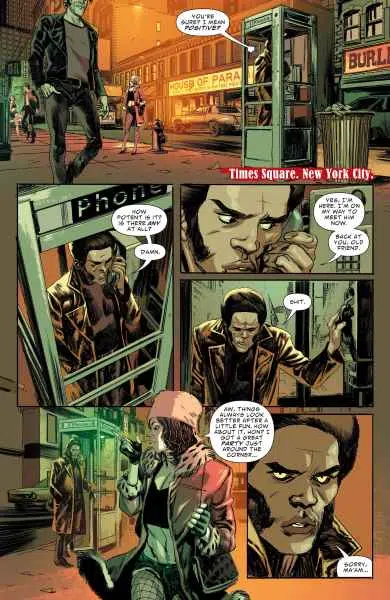 YOU'RE
SURE? I MEAN
POSITIVE?
HOUSE OF PARA
BURL
Times Square. New York City.
Phone
HOW
POTENT IS IT?
IS THERE ANY
AT ALL?
DAMN.
YES, I'M
HERE. I'M ON
MY WAY TO
MEET HIM
NOW.
BACK AT
YOU, OLD
FRIEND.
SHIT.
AW, THINGS
ALWAYS LOOK
BETTER AFTER A
LITTLE FUN. HOW
ABOUT IT, HON? I
GOT A GREAT
PARTY JUST
AROUND THE
CORNER...
SORRY,
MA'AM.